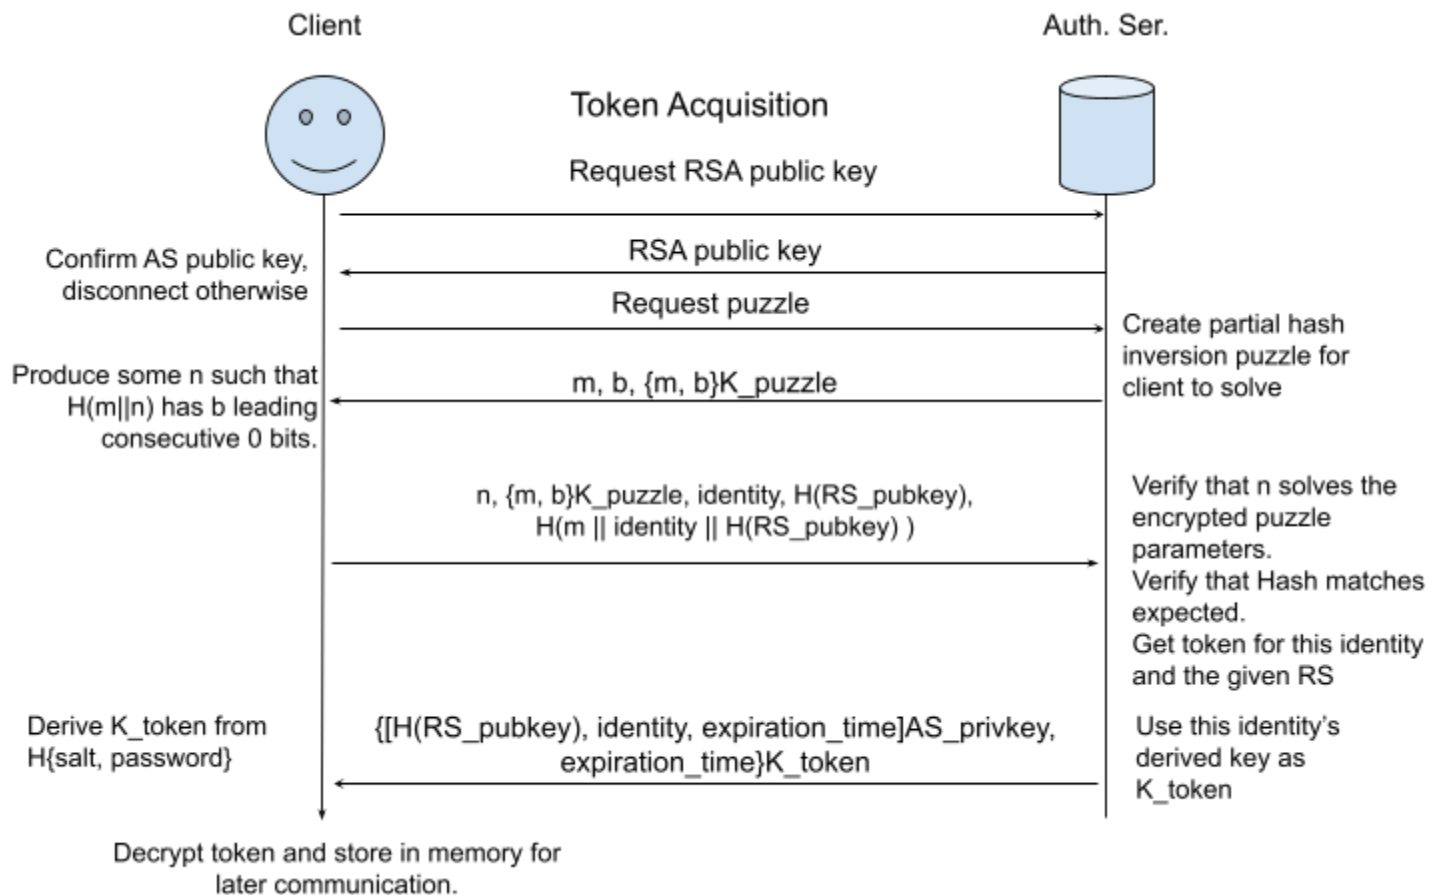 Client
Auth. Ser.
Token Acquisition
Request RSA public key
RSA public key
Confirm AS public key,
disconnect otherwise
Request puzzle
Create partial hash
inversion puzzle for
client to solve
m, b, {m, b}K_puzzle
Produce some n such that
H(m||n) has b leading
consecutive 0 bits.
n, {m, b}K_puzzle, identity, H(RS_pubkey),
H(m || identity || H(RS_pubkey) )
Verify that n solves the
encrypted puzzle
parameters.
Verify that Hash matches
expected.
Get token for this identity
and the given RS
Derive K_token from
H{salt, password}
{[H(RS_pubkey), identity, expiration_time]AS_privkey,
expiration_time}K_token
Use this identity's
derived key as
K_token
Decrypt token and store in memory for
later communication.